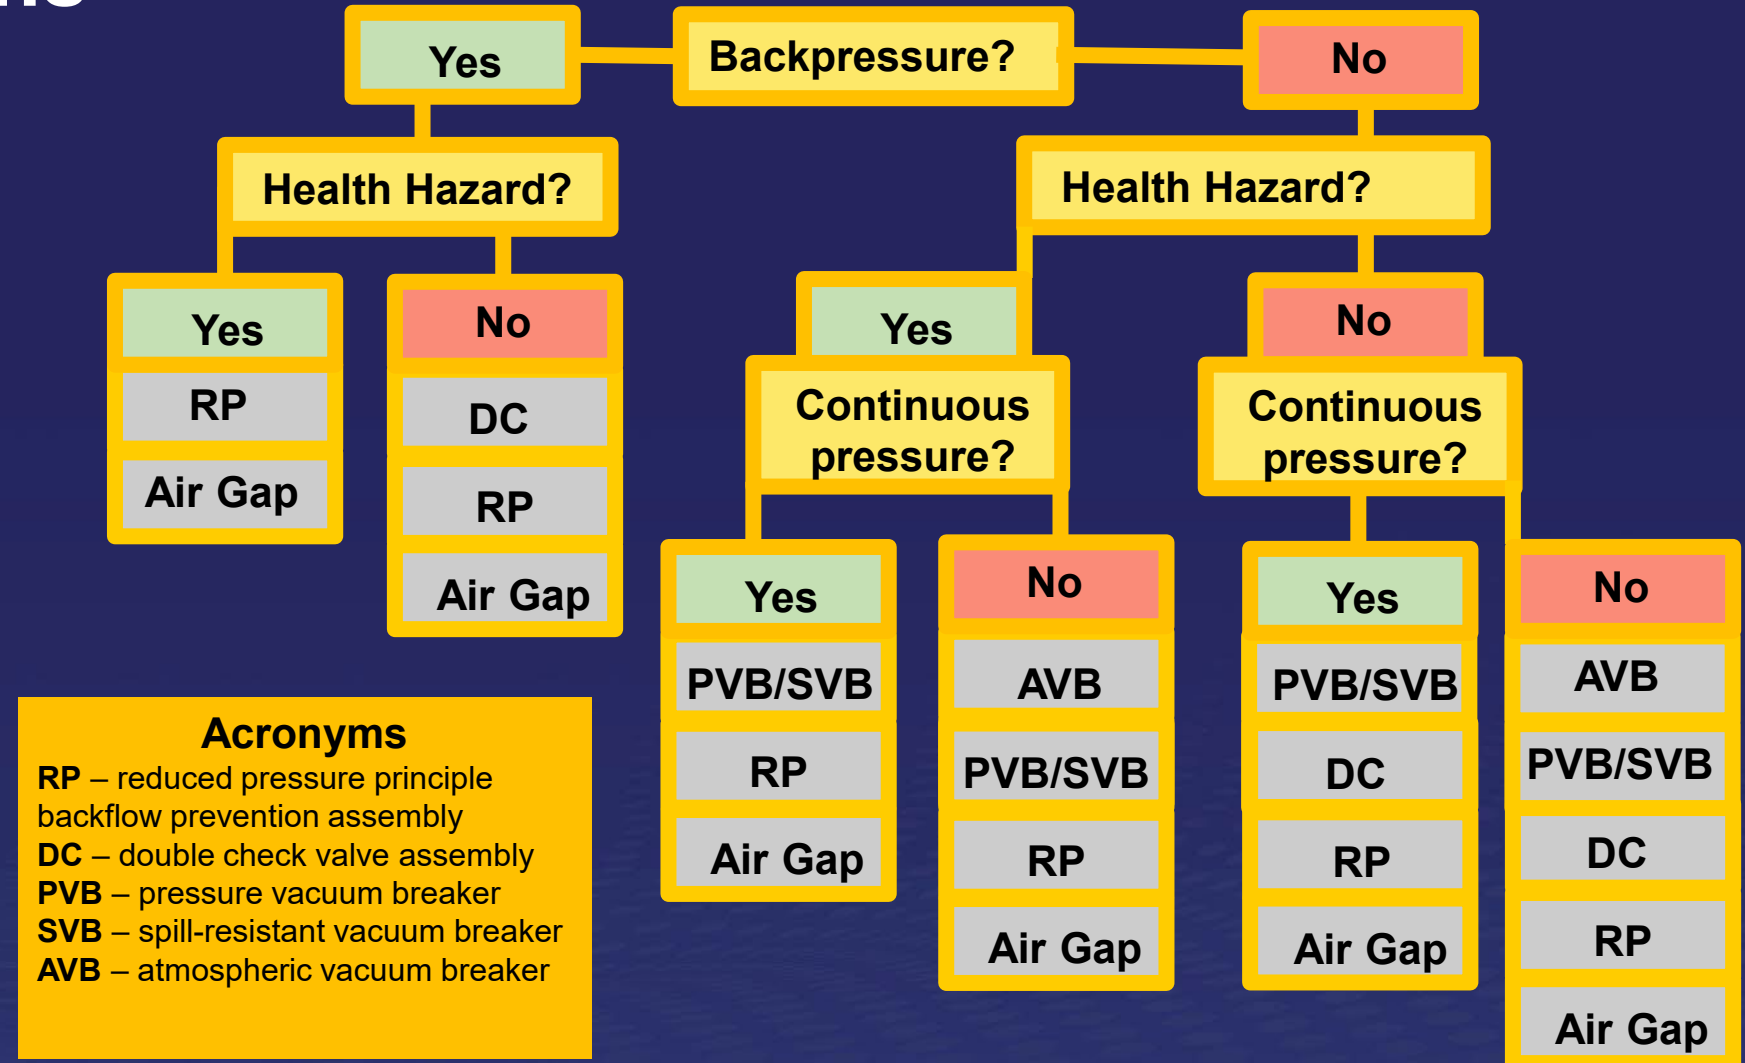 Backpressure?
Yes
No
Health Hazard?
Health Hazard?
Yes
No
RP
DC
Air Gap
RP
Air Gap
Yes
No
Continuous
pressure?
Continuous
pressure?
Yes
No
Yes
No
PVB/SVB
AVB
PVB/SVB
AVB
RP
PVB/SVB
DC
PVB/SVB
Air Gap
RP
RP
DC
Air Gap
Air Gap
RP
Air Gap
Acronyms
RP – reduced pressure principle
backflow prevention assembly
DC – double check valve assembly
PVB – pressure vacuum breaker
SVB – spill-resistant vacuum breaker
AVB – atmospheric vacuum breaker